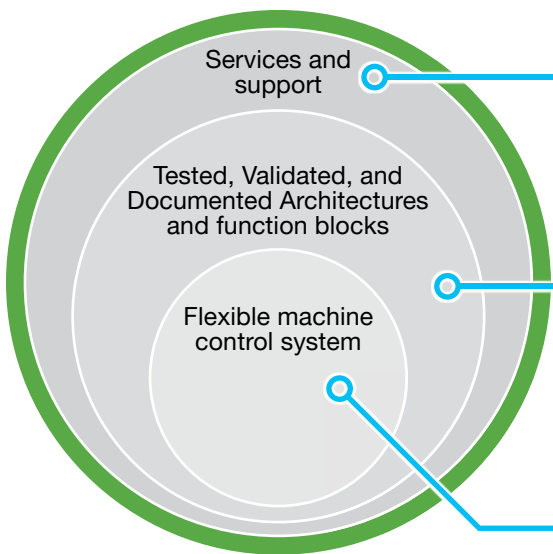 Services and
support
Tested, Validated, and
Documented Architectures
and function blocks
Flexible machine
control system